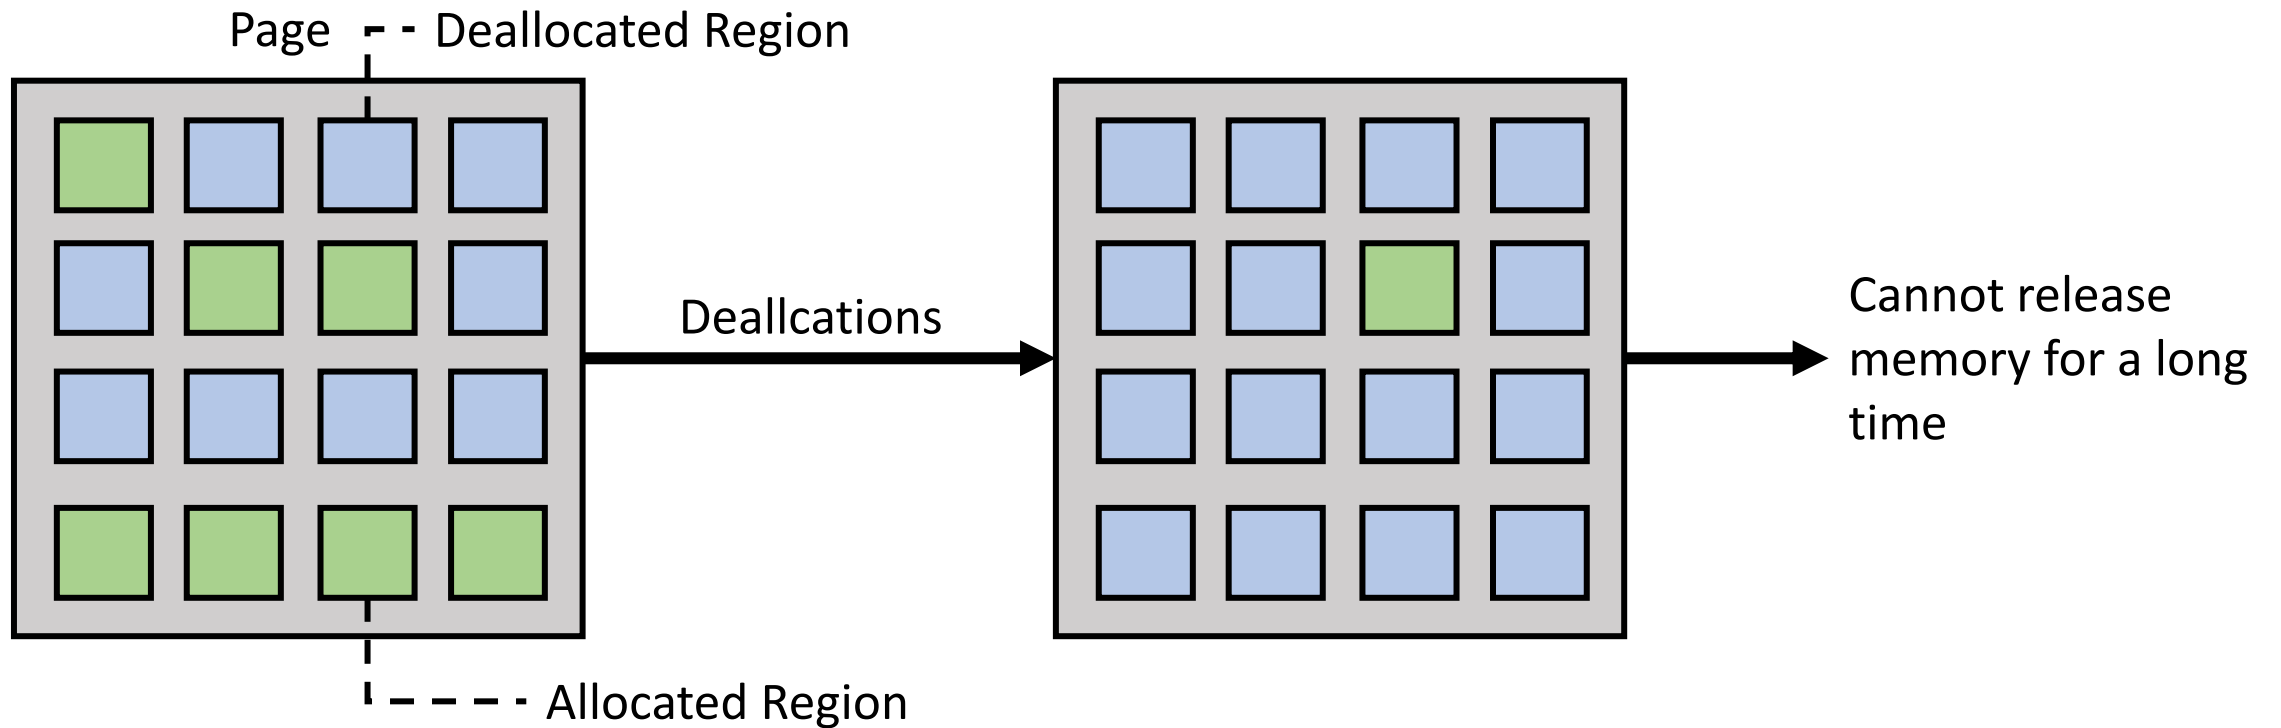 Page
Deallocated Region
Deallcations
Cannot release
memory for a long
time
Allocated Region